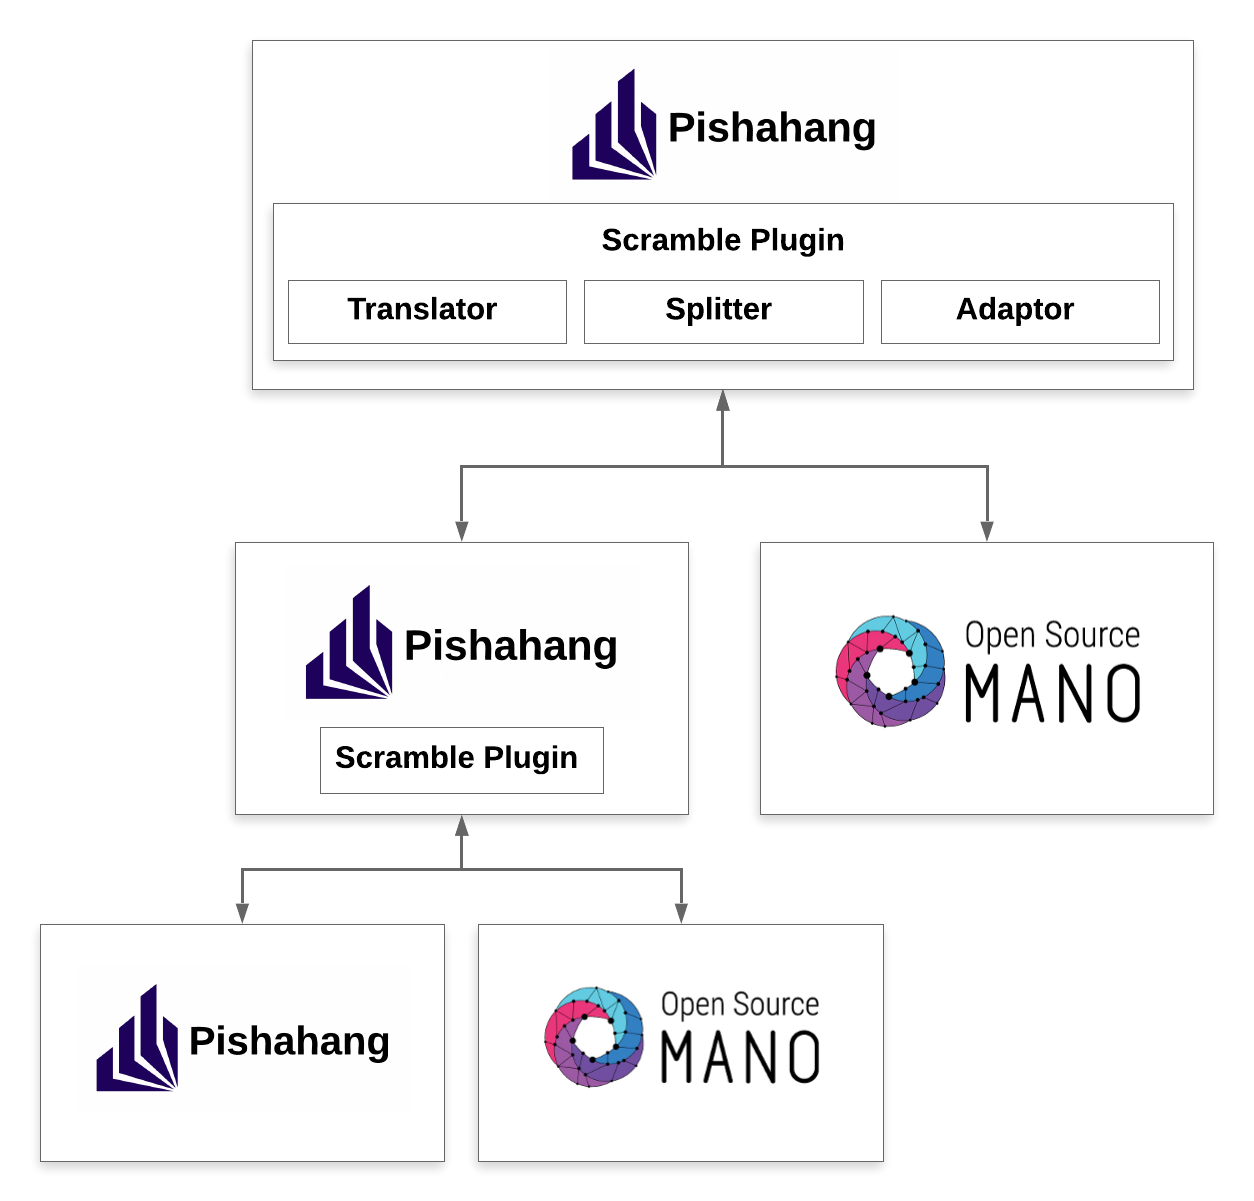 Pishahang
Scramble Plugin
Translator
Splitter
Adaptor
Pishahang
Scramble Plugin
Open Source
MANO
Pishahang
Open Source
MANO